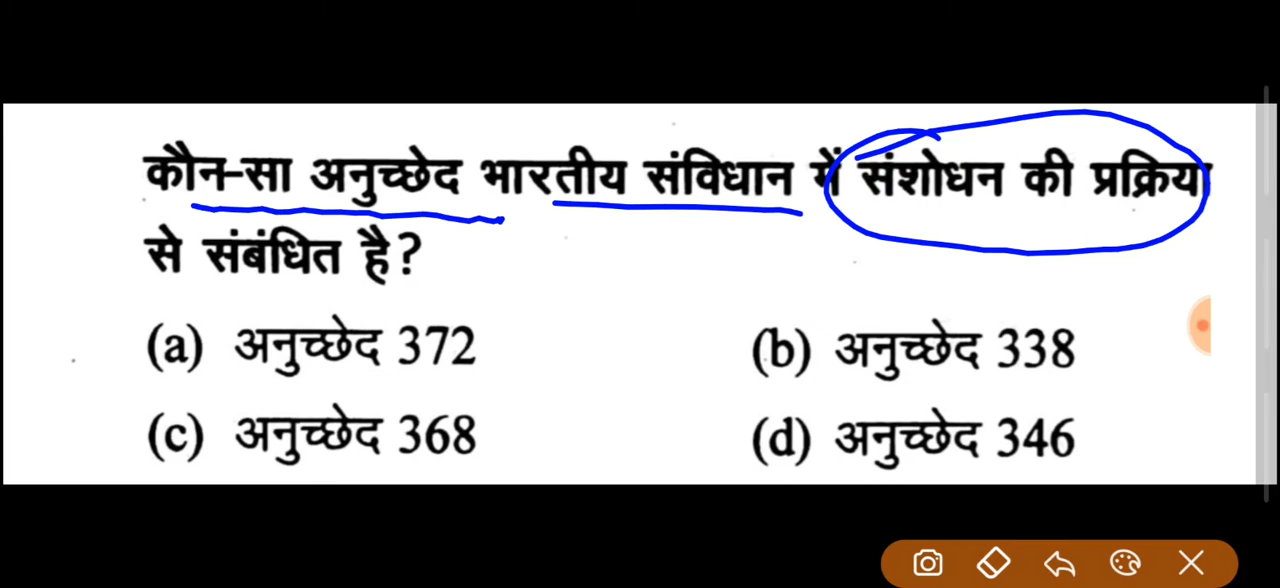 कौन-सा अनुच्छेद भारतीय संविधान में संशोधन की प्रक्रिया
से संबंधित है?
(a) अनुच्छेद 372 (b) अनुच्छेद 338
(c) अनुच्छेद 368 (d) अनुच्छेद 346